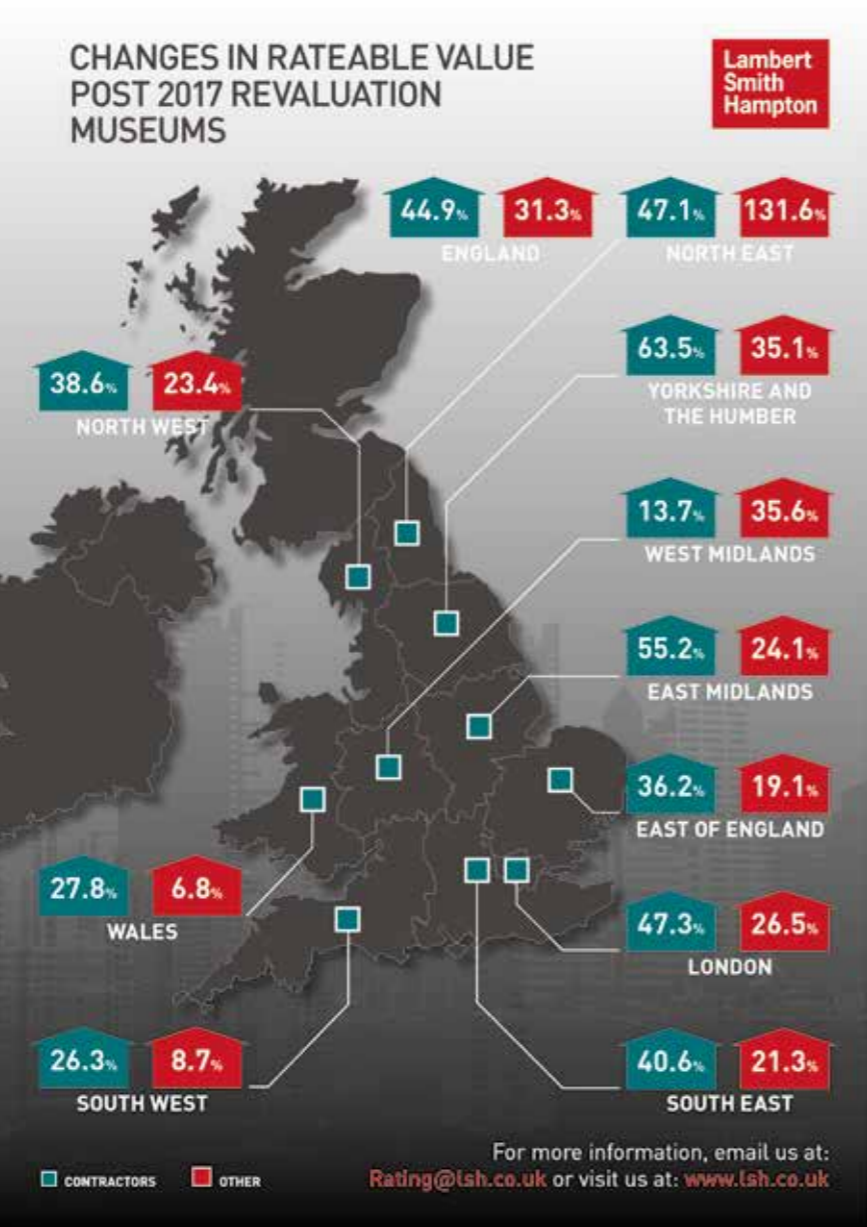 CHANGES IN RATEABLE VALUE
POST 2017 REVALUATION
MUSEUMS
Lambert
Smith
Hampton
44.9% 31.3%
ENGLAND
47.1% 131.6%
NORTH EAST
63.5% 35.1%
YORKSHIRE AND
THE HUMBER
38.6% 23.4%
NORTH WEST
13.7% 35.6%
WEST MIDLANDS
55.2% 24.1%
EAST MIDLANDS
36.2% 19.1%
EAST OF ENGLAND
27.8% 6.8%
WALES
47.3% 26.5%
LONDON
26.3% 8.7%
SOUTH WEST
40.6% 21.3%
SOUTH EAST
For more information, email us at:
Rating@lsh.co.uk or visit us at: www.lsh.co.uk
CONTRACTORS OTHER